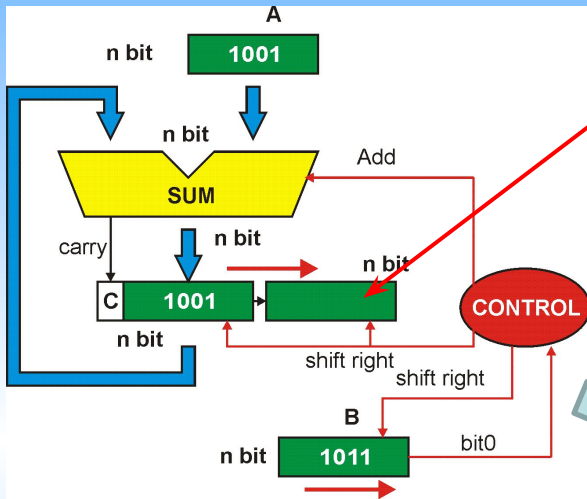 A
n bit
1001
n bit
Add
SUM
carry
n bit
n bit
C
1001
CONTROL
n bit
shift right
shift right
B
bit0
n bit
1011